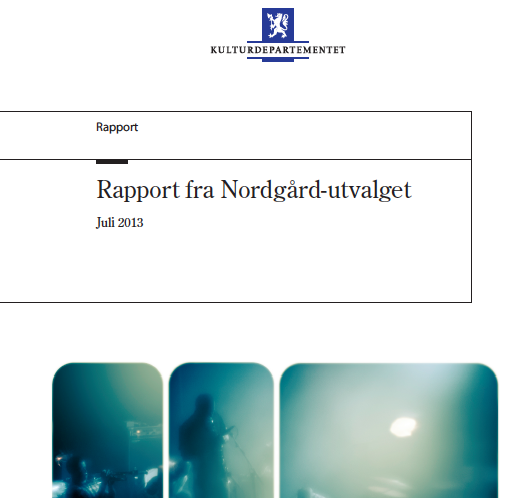 KULTURDEPARTEMENTET
Rapport
Rapport fra Nordgård-utvalget
Juli 2013